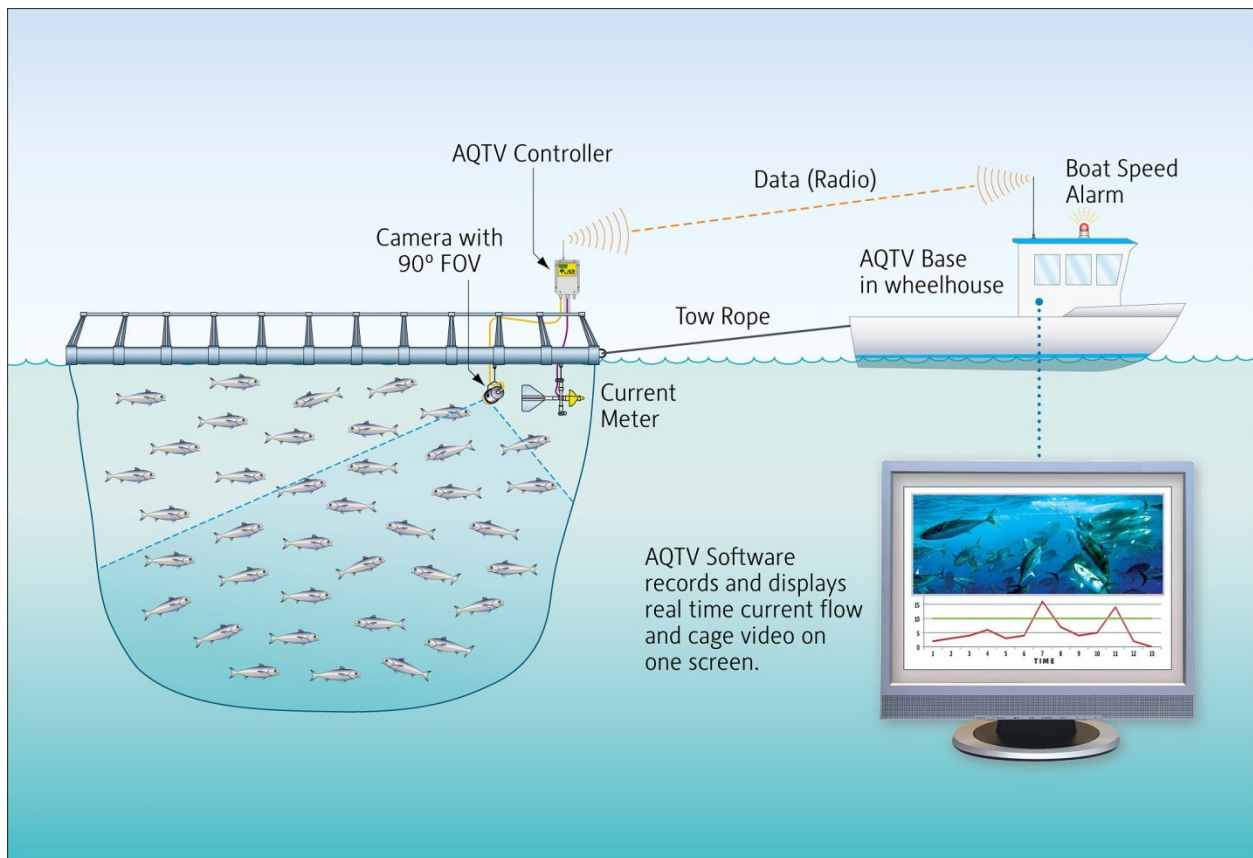 AQTV Controller
Data (Radio)
Boat Speed
Alarm
Camera with
90º FOV
AQTV Base
in wheelhouse
Tow Rope
Current
Meter
AQTV Software
records and displays
real time current flow
and cage video on
one screen.
15
10
5
0
1 2 3 4 5 6 7 8 9 10 11 12 13
TIME